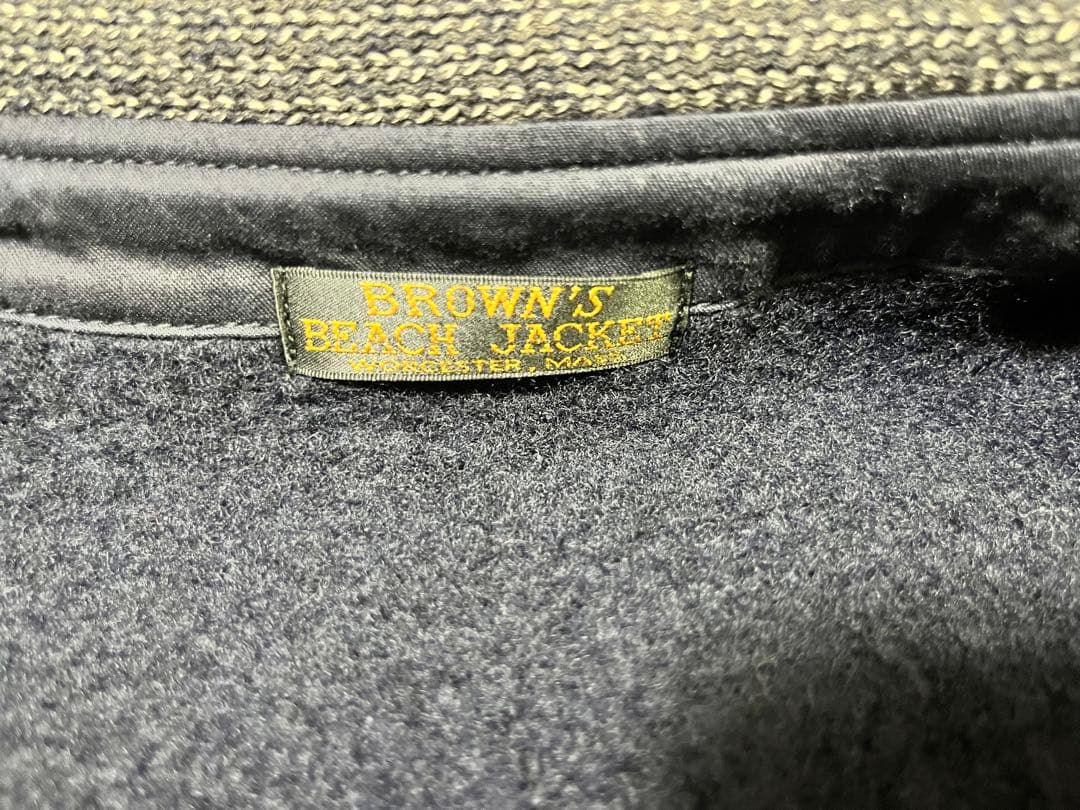 BROWN'S
BEACH JACKET
WORCESTER, MASS